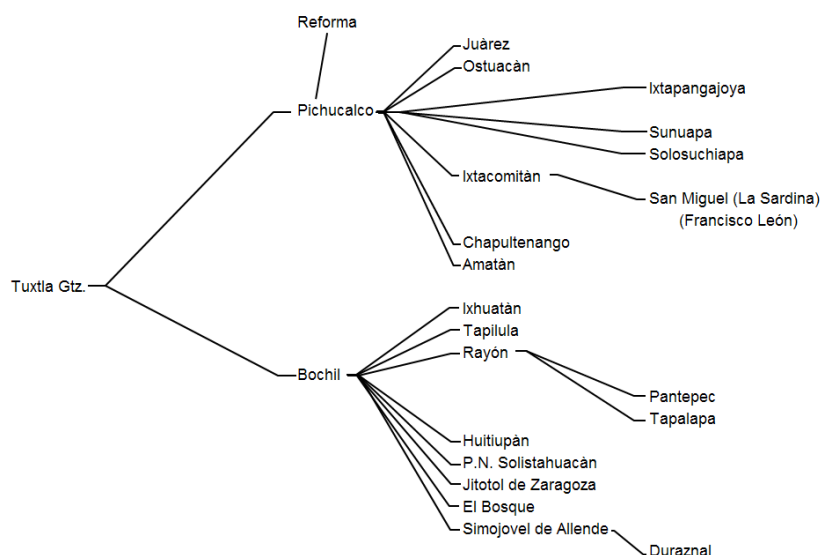 Reforma
Juàrez
Ostuacàn
Ixtapangajoya
Pichucalco
Sunuapa
Solosuchiapa
Ixtacomitàn
San Miguel (La Sardina)
(Francisco León)
Chapultenango
Amatàn
Tuxtla Gtz.
Ixhuatàn
Tapilula
Rayón
Bochil
Pantepec
Tapalapa
Huitiupàn
P.N. Solistahuacàn
Jitotol de Zaragoza
El Bosque
Simojovel de Allende
Duraznal